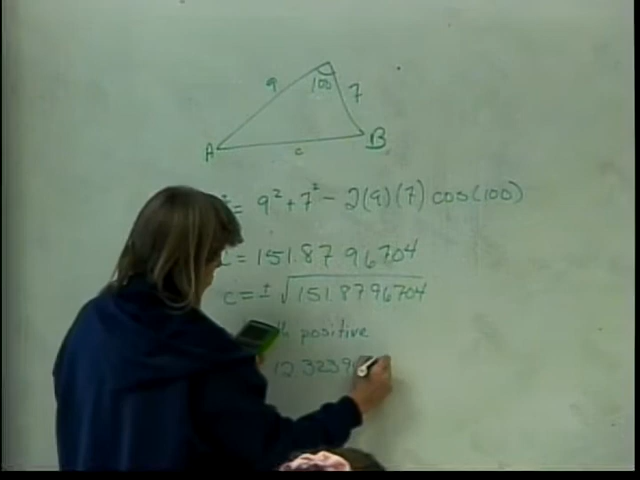 9
100
7
A
c
B
= 9² + 7² - 2(9)(7) cos(100)
= 151.8796704
c = ± √151.8796704
positive
12.3239